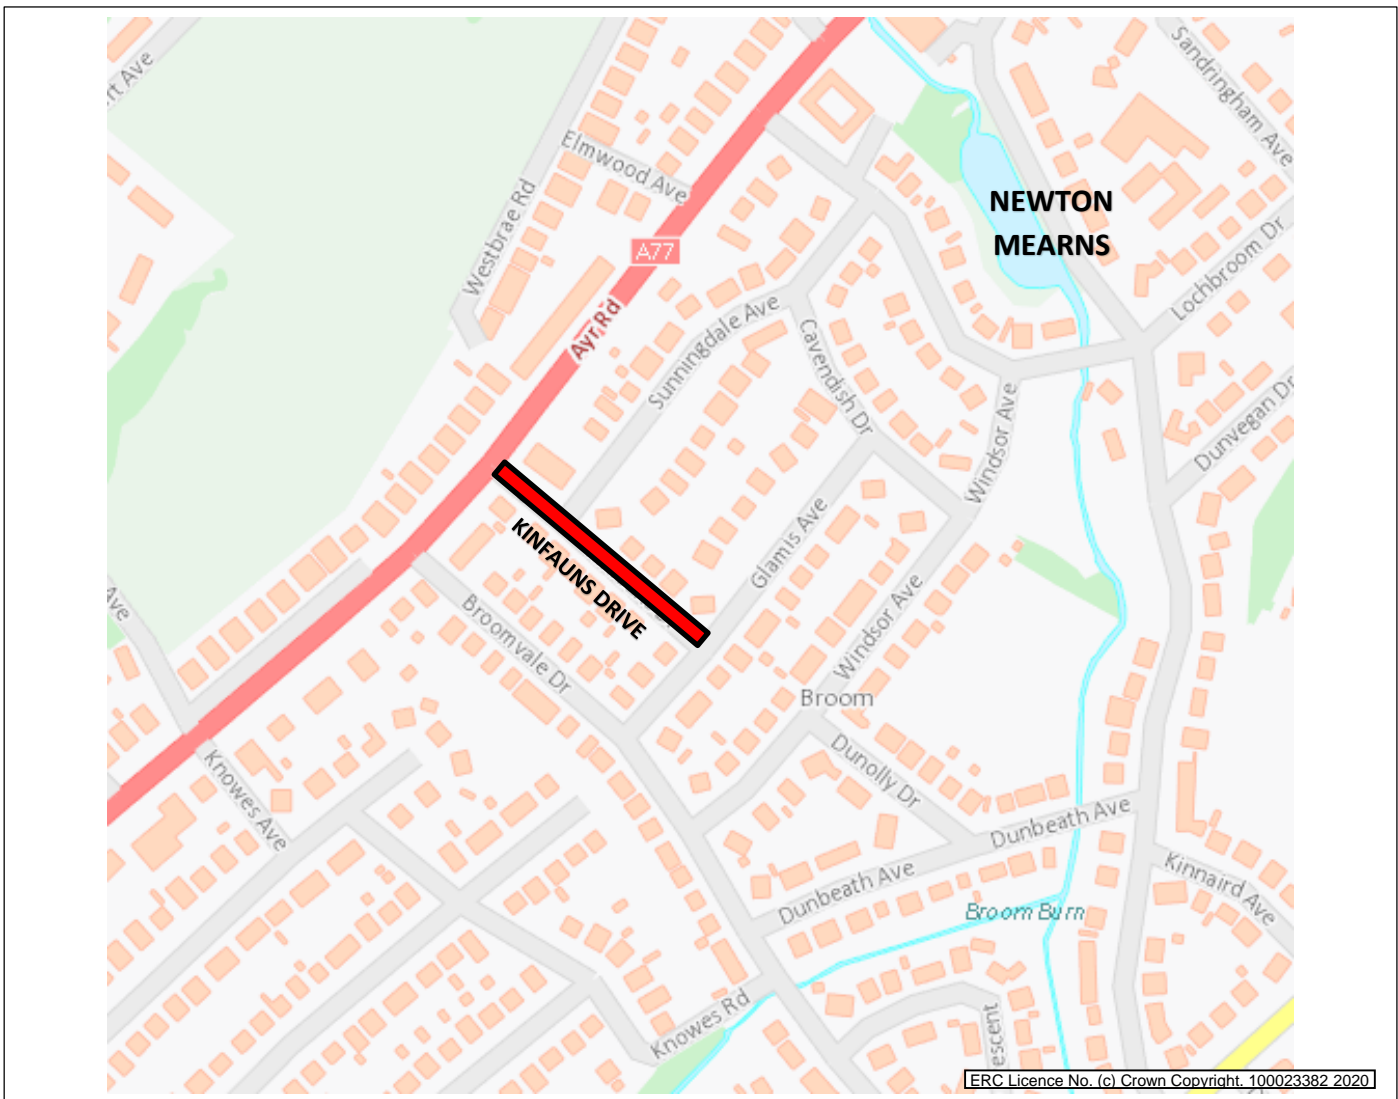 Sandringham Ave
Elmwood Ave
Westbrae Rd
NEWTON
MEARNS
A77
Lochbroom Dr
Ayr Rd
Sunningdale Ave
Cavendish Dr
Windsor Ave
Dunvegan Dr
KINFAUNS DRIVE
Glamis Ave
Ave
Broomvale Dr
Windsor Ave
Broom
Knowes Ave
Dunolly Dr
Dunbeath Ave
Dunbeath Ave
Kinnaird Ave
Broom Burn
Knowes Rd
escent
ERC Licence No. (c) Crown Copyright. 100023382 2020